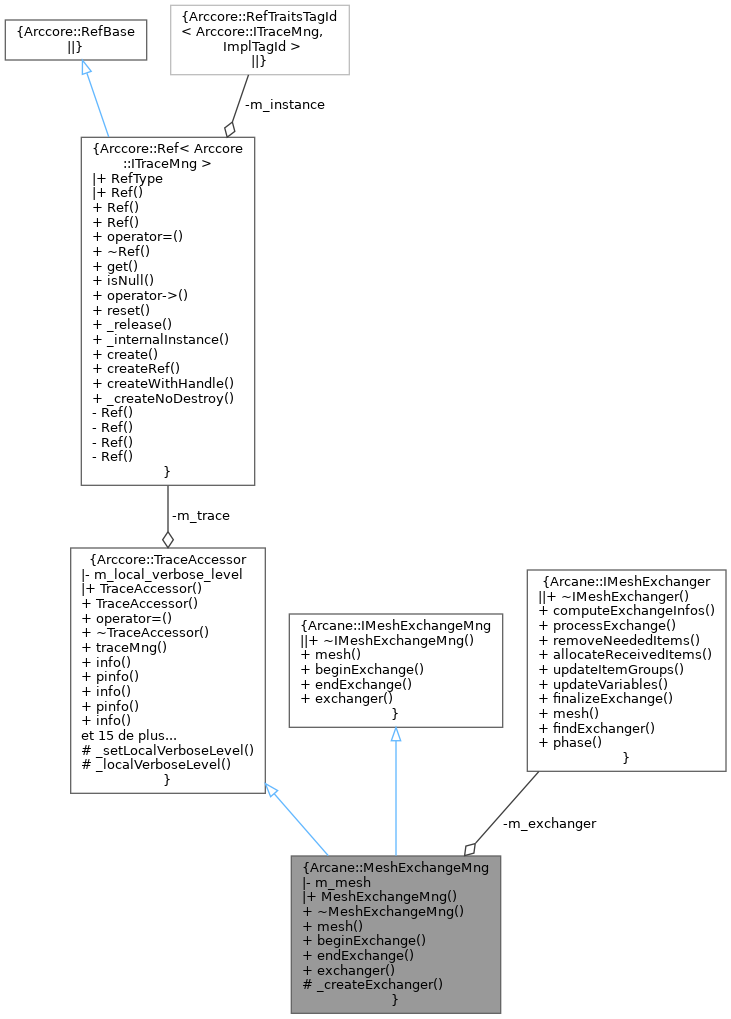 {Arccore::RefBase
||}
{Arccore::RefTraitsTagId
< Arccore::ITraceMng,
ImplTagId >
||}
-m_instance
{Arccore::Ref< Arccore
::ITraceMng >
|+ RefType
|+ Ref()
+ Ref()
+ Ref()
+ operator=()
+ ~Ref()
+ get()
+ isNull()
+ operator->()
+ reset()
+ _release()
+ _internalInstance()
+ create()
+ createRef()
+ createWithHandle()
+ _createNoDestroy()
- Ref()
- Ref()
- Ref()
- Ref()
}
-m_trace
{Arccore::TraceAccessor
|- m_local_verbose_level
|+ TraceAccessor()
+ TraceAccessor()
+ operator=()
+ ~TraceAccessor()
+ traceMng()
+ info()
+ pinfo()
+ info()
+ pinfo()
+ info()
et 15 de plus...
# _setLocalVerboseLevel()
# _localVerboseLevel()
}
{Arcane::IMeshExchangeMng
||+ ~IMeshExchangeMng()
+ mesh()
+ beginExchange()
+ endExchange()
+ exchanger()
}
{Arcane::IMeshExchanger
||+ ~IMeshExchanger()
+ computeExchangeInfos()
+ processExchange()
+ removeNeededItems()
+ allocateReceivedItems()
+ updateItemGroups()
+ updateVariables()
+ finalizeExchange()
+ mesh()
+ findExchanger()
+ phase()
}
-m_exchanger
{Arcane::MeshExchangeMng
|- m_mesh
|+ MeshExchangeMng()
+ ~MeshExchangeMng()
+ mesh()
+ beginExchange()
+ endExchange()
+ exchanger()
# _createExchanger()
}